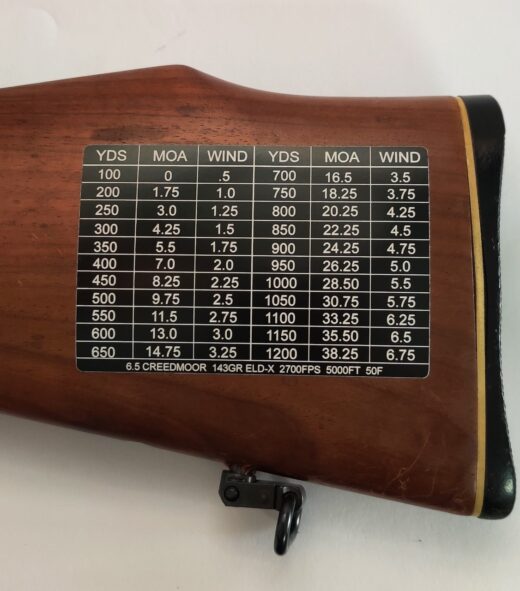 YDS MOA WIND YDS MOA WIND
100 0 .5 700 16.5 3.5
200 1.75 1.0 750 18.25 3.75
250 3.0 1.25 800 20.25 4.25
300 4.25 1.5 850 22.25 4.5
350 5.5 1.75 900 24.25 4.75
400 7.0 2.0 950 26.25 5.0
450 8.25 2.25 1000 28.50 5.5
500 9.75 2.5 1050 30.75 5.75
550 11.5 2.75 1100 33.25 6.25
600 13.0 3.0 1150 35.50 6.5
650 14.75 3.25 1200 38.25 6.75
6.5 CREEDMOOR 143GR ELD-X 2700FPS 5000FT 50F